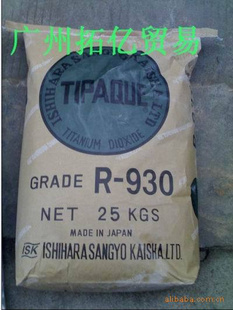 广州拓亿贸易
ISHIHARA SANGYO KAISHA, LTD
TIPAQUE
TITANIUM DIOXIDE
GRADE R-930
NET 25 KGS
MADE IN JAPAN
ISK ISHIHARA SANGYO KAISHA.LTD.
alibaba.com.cn